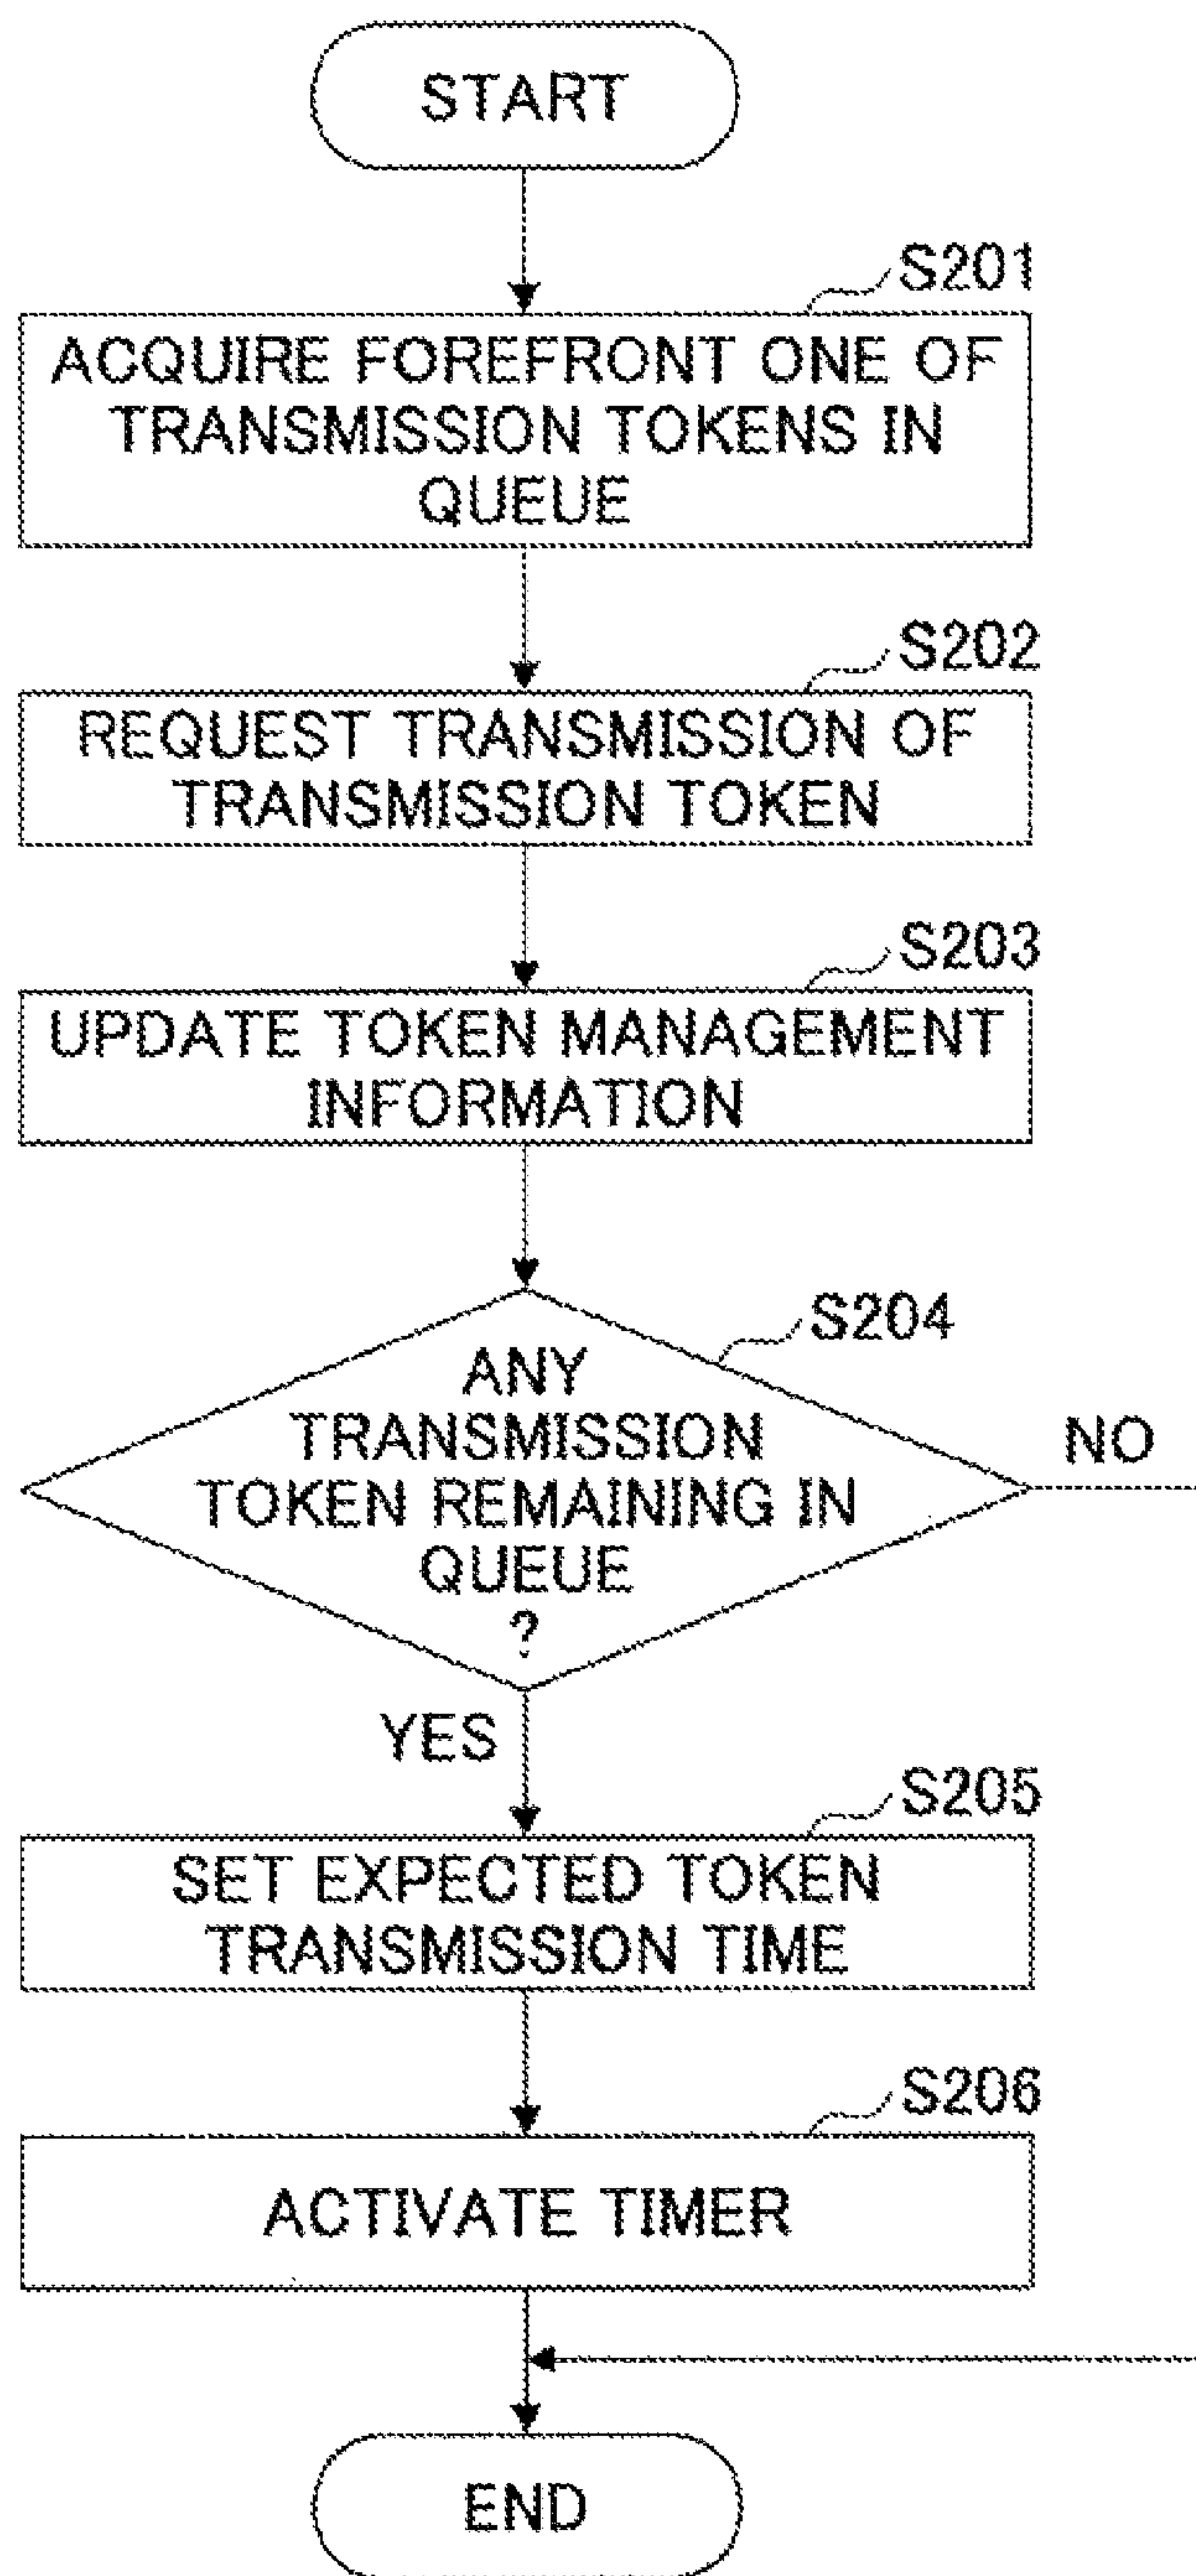 START
S201
ACQUIRE FOREFRONT ONE OF
TRANSMISSION TOKENS IN
QUEUE
S202
REQUEST TRANSMISSION OF
TRANSMISSION TOKEN
S203
UPDATE TOKEN MANAGEMENT
INFORMATION
S204
ANY
TRANSMISSION
TOKEN REMAINING IN
QUEUE
?
NO
YES
S205
SET EXPECTED TOKEN
TRANSMISSION TIME
S206
ACTIVATE TIMER
END